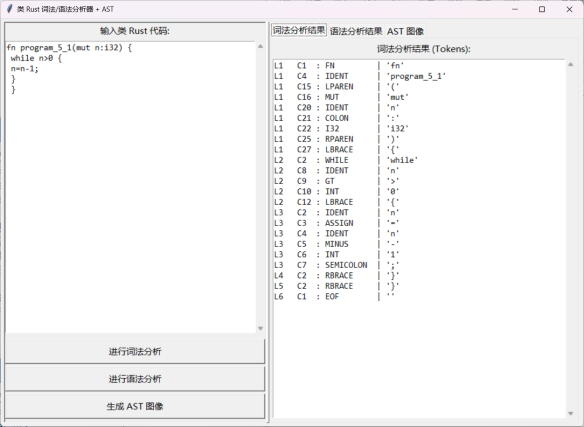 类 Rust 词法/语法分析器 + AST
输入类 Rust 代码:
fn program_5_1(mut n:i32) {
 while n>0 {
 n=n-1;
 }
 }
进行词法分析
进行语法分析
生成 AST 图像
词法分析结果 语法分析结果 AST 图像
词法分析结果 (Tokens):
L1 C1 : FN | 'fn'
L1 C4 : IDENT | 'program_5_1'
L1 C15 : LPAREN | '('
L1 C16 : MUT | 'mut'
L1 C20 : IDENT | 'n'
L1 C21 : COLON | ':'
L1 C22 : I32 | 'i32'
L1 C25 : RPAREN | ')'
L1 C27 : LBRACE | '{'
L2 C2 : WHILE | 'while'
L2 C8 : IDENT | 'n'
L2 C9 : GT | '>'
L2 C10 : INT | '0'
L2 C12 : LBRACE | '{'
L3 C2 : IDENT | 'n'
L3 C3 : ASSIGN | '='
L3 C4 : IDENT | 'n'
L3 C5 : MINUS | '-'
L3 C6 : INT | '1'
L3 C7 : SEMICOLON | ';'
L4 C2 : RBRACE | '}'
L5 C2 : RBRACE | '}'
L6 C1 : EOF | ''